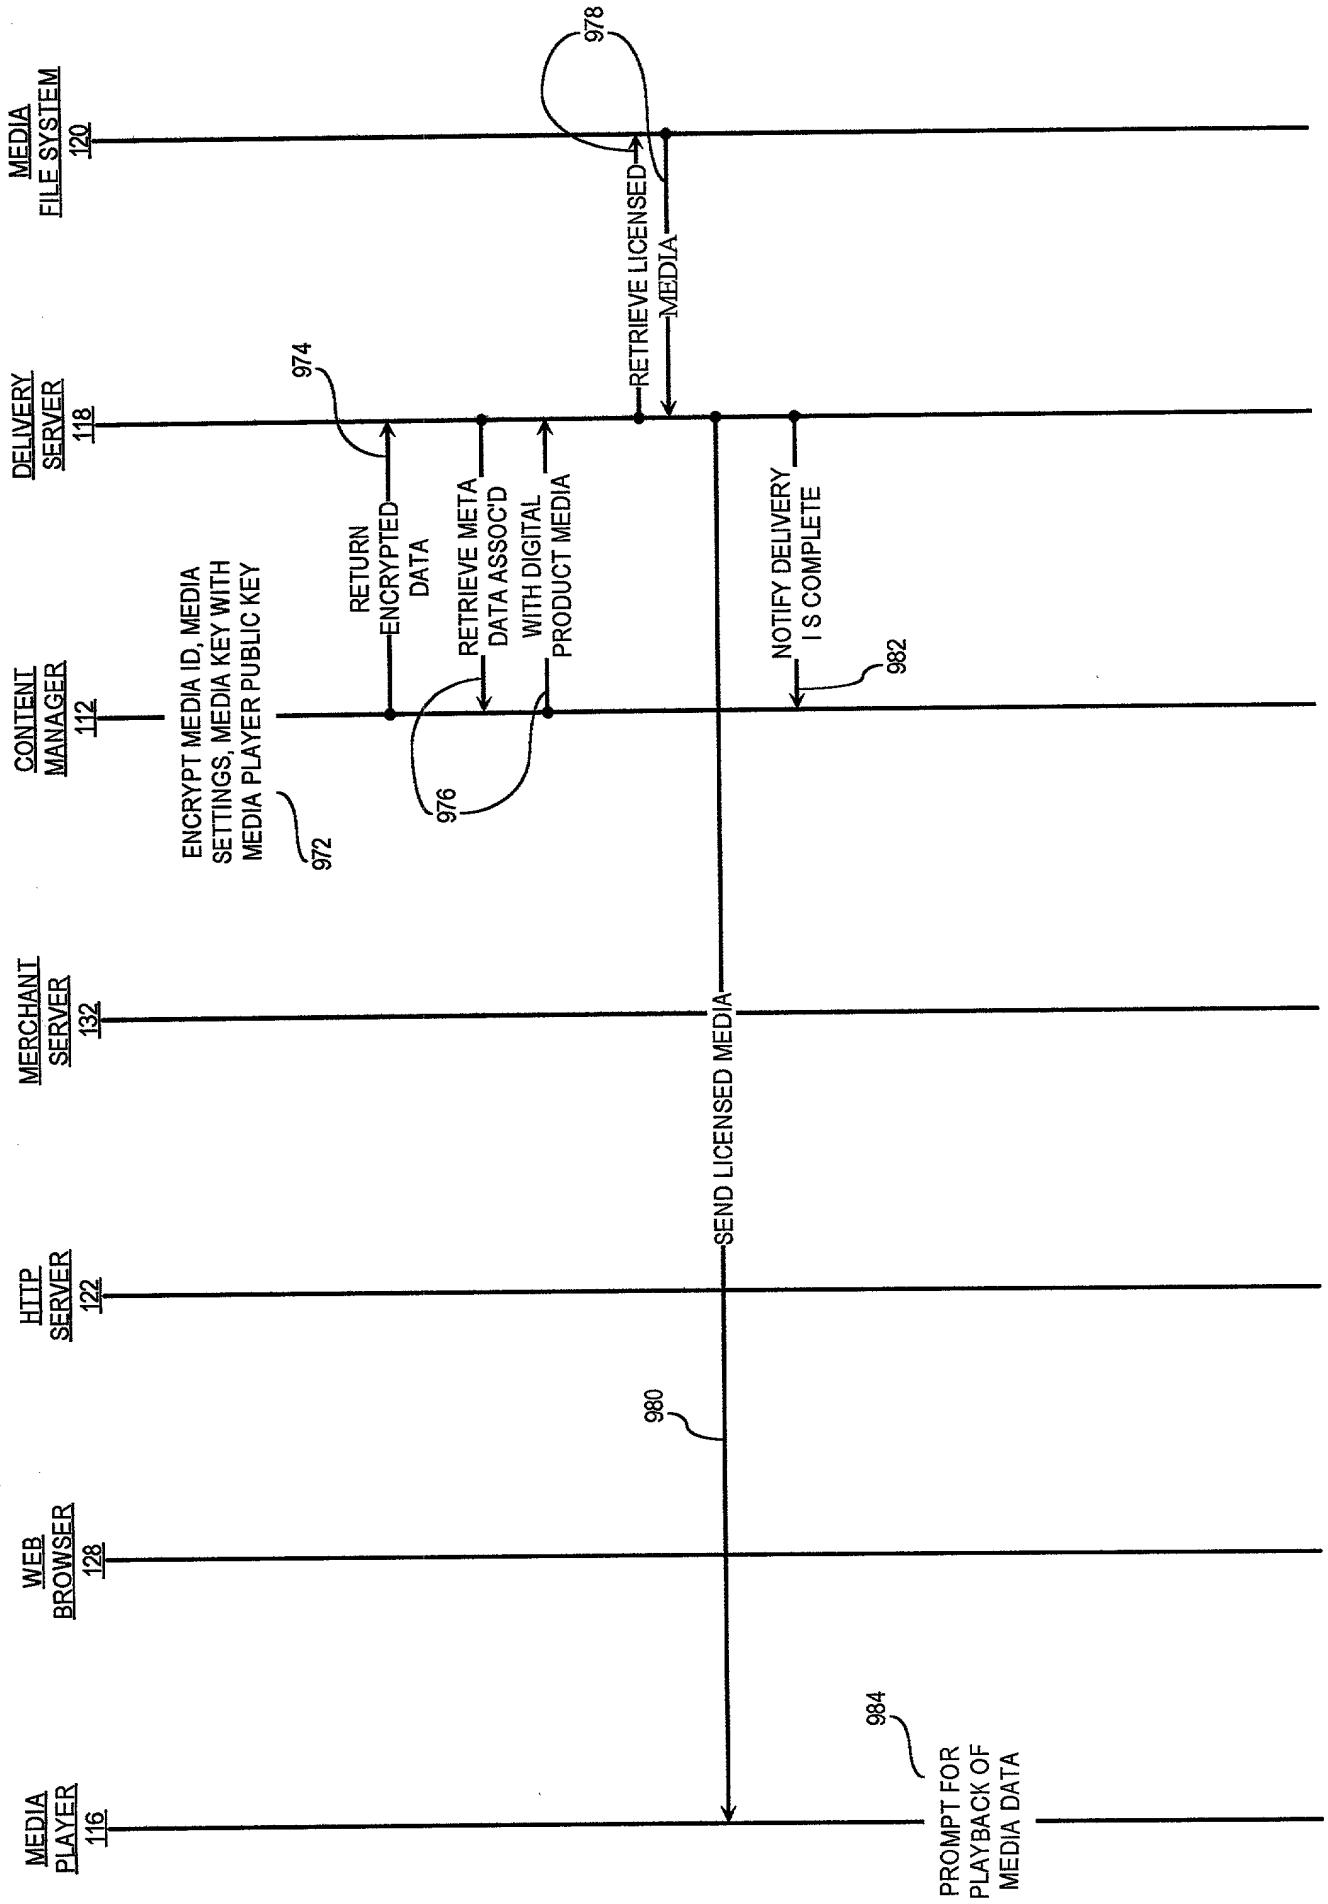 MEDIA
PLAYER
116
WEB
BROWSER
128
HTTP
SERVER
122
MERCHANT
SERVER
132
CONTENT
MANAGER
112
DELIVERY
SERVER
118
MEDIA
FILE SYSTEM
120
ENCRYPT MEDIA ID, MEDIA
SETTINGS, MEDIA KEY WITH
MEDIA PLAYER PUBLIC KEY
972
RETURN
ENCRYPTED
DATA
974
RETRIEVE META
DATA ASSOC'D
WITH DIGITAL
PRODUCT MEDIA
976
RETRIEVE LICENSED
MEDIA
978
SEND LICENSED MEDIA
980
NOTIFY DELIVERY
I S COMPLETE
982
PROMPT FOR
PLAYBACK OF
MEDIA DATA
984